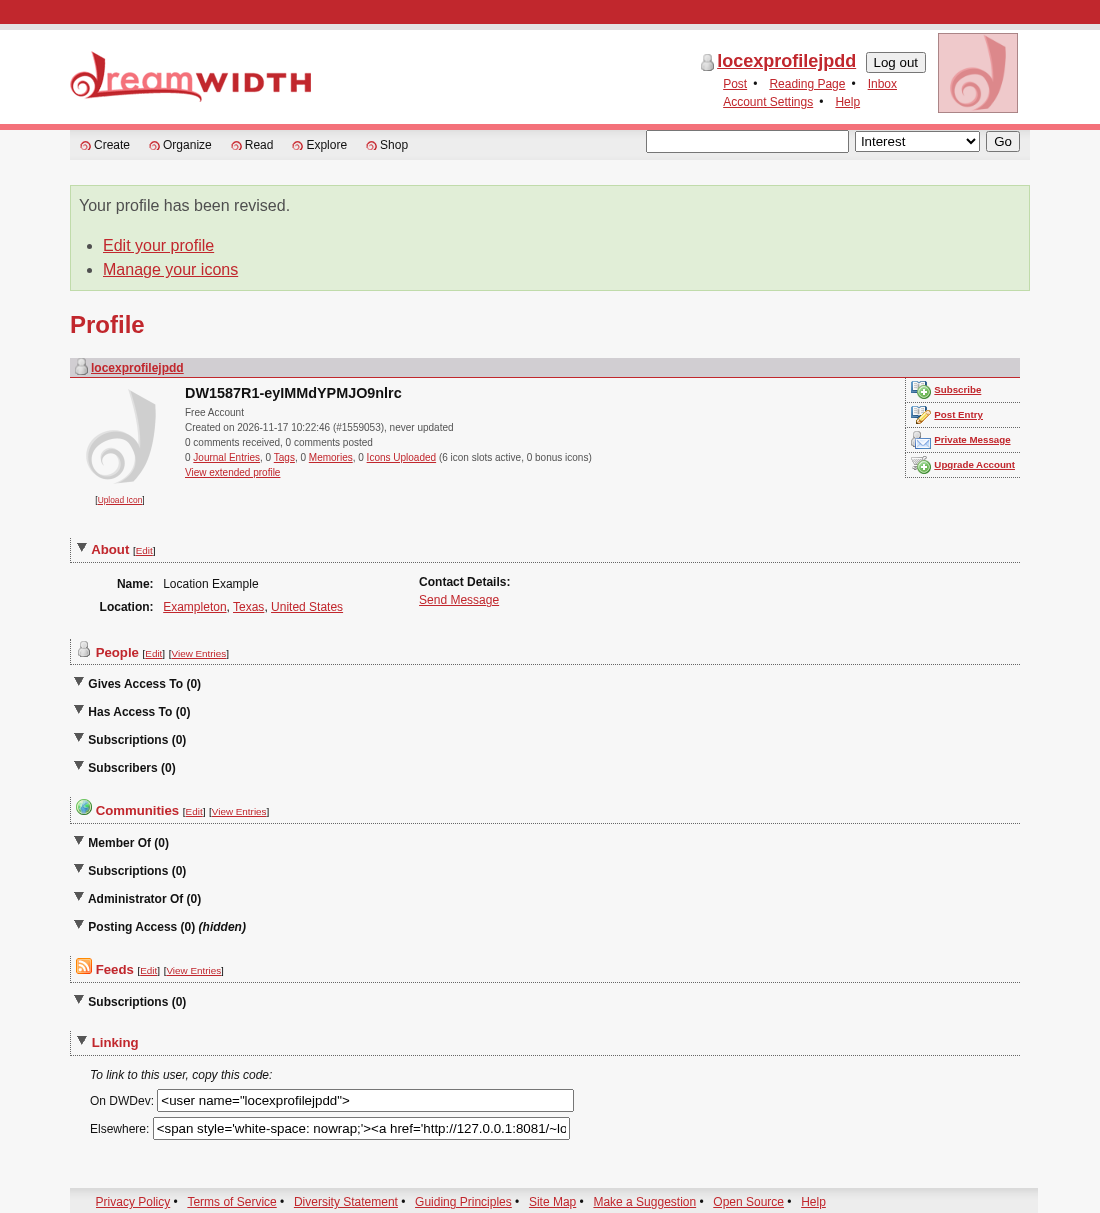 dreamWIDTH
locexprofilejpdd Log out
Post • Reading Page • Inbox
Account Settings • Help
Create Organize Read Explore Shop Interest Go
Your profile has been revised.
• Edit your profile
• Manage your icons
Profile
locexprofilejpdd
DW1587R1-eyIMMdYPMJO9nlrc
Free Account
Created on 2026-11-17 10:22:46 (#1559053), never updated
0 comments received, 0 comments posted
0 Journal Entries, 0 Tags, 0 Memories, 0 Icons Uploaded (6 icon slots active, 0 bonus icons)
View extended profile
[Upload Icon]
Subscribe
Post Entry
Private Message
Upgrade Account
About [Edit]
Name: Location Example
Location: Exampleton, Texas, United States
Contact Details:
Send Message
People [Edit] [View Entries]
Gives Access To (0)
Has Access To (0)
Subscriptions (0)
Subscribers (0)
Communities [Edit] [View Entries]
Member Of (0)
Subscriptions (0)
Administrator Of (0)
Posting Access (0) (hidden)
Feeds [Edit] [View Entries]
Subscriptions (0)
Linking
To link to this user, copy this code:
On DWDev: <user name="locexprofilejpdd">
Elsewhere: <span style='white-space: nowrap;'><a href='http://127.0.0.1:8081/~lo
Privacy Policy • Terms of Service • Diversity Statement • Guiding Principles • Site Map • Make a Suggestion • Open Source • Help